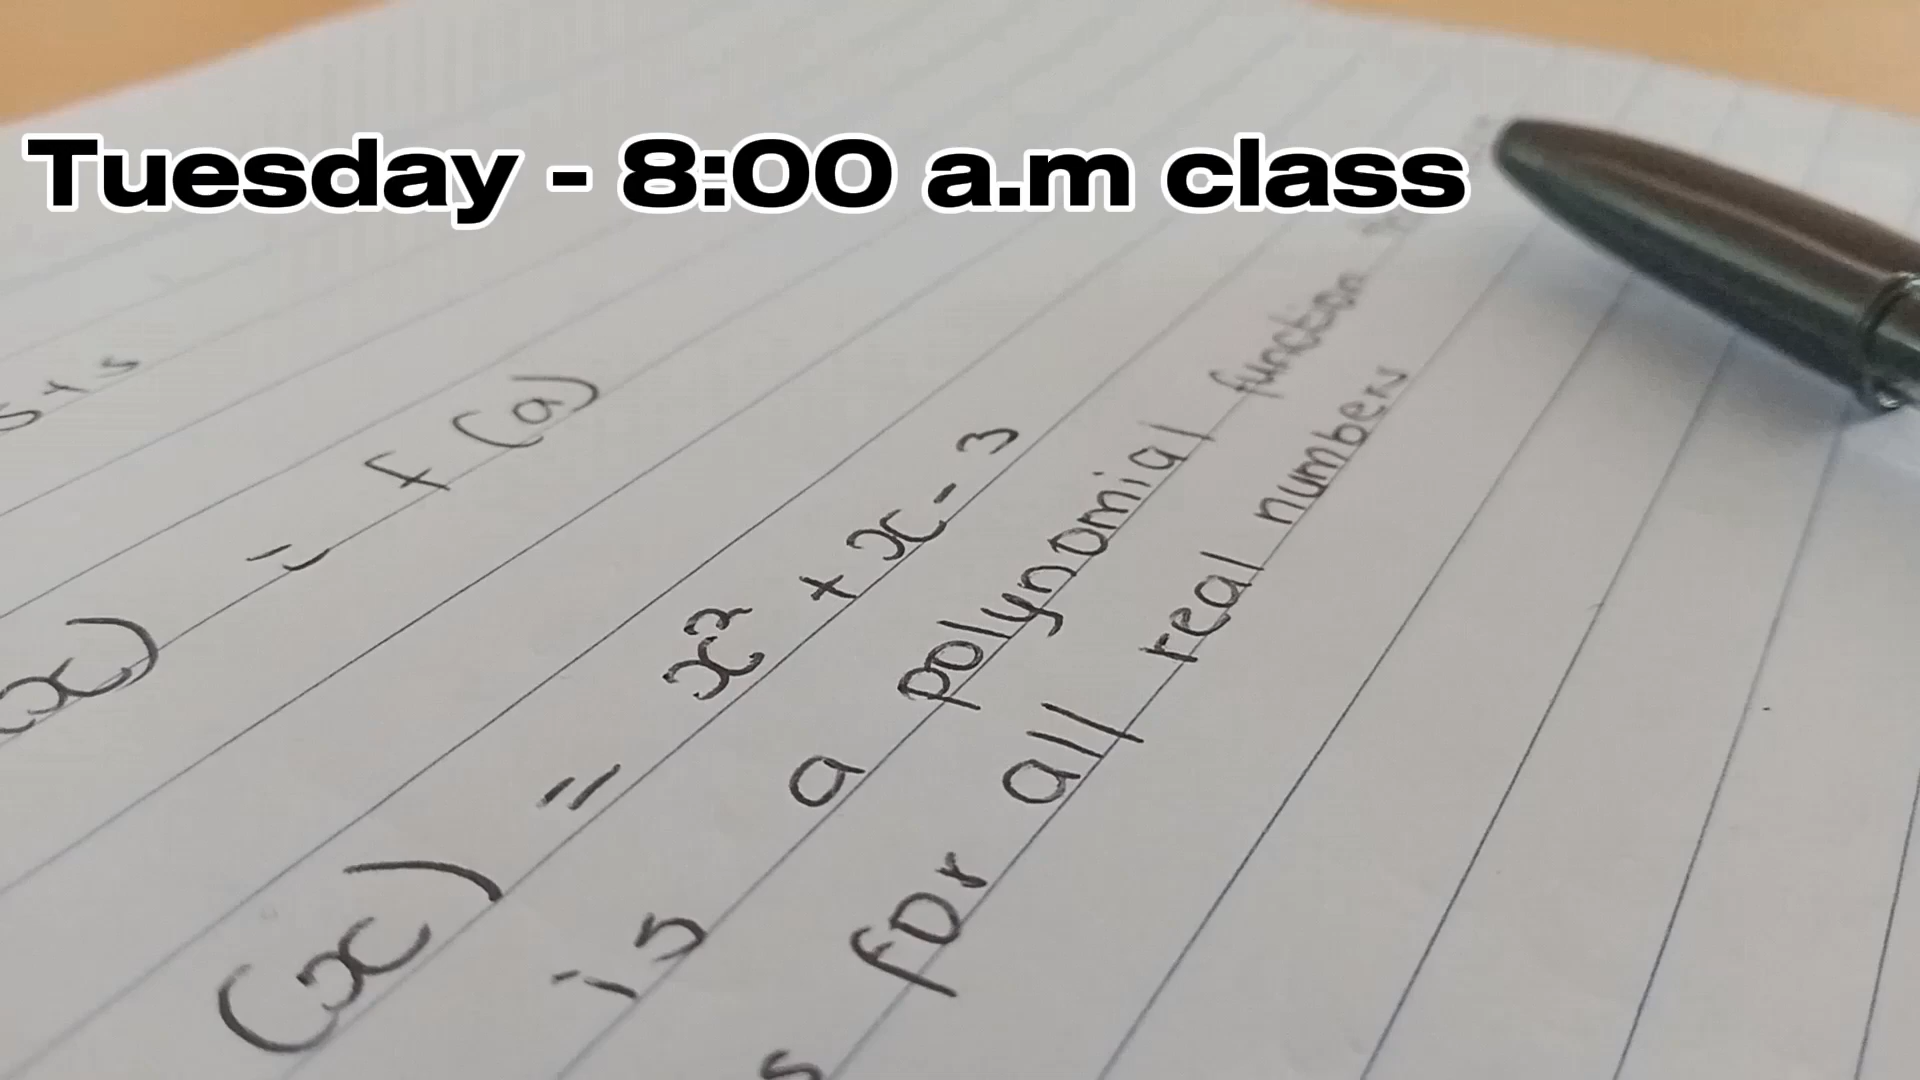 Tuesday - 8:00 a.m class
(x) = f(a)
(x) = x² + x - 3
is a polynomial function
for all real numbers